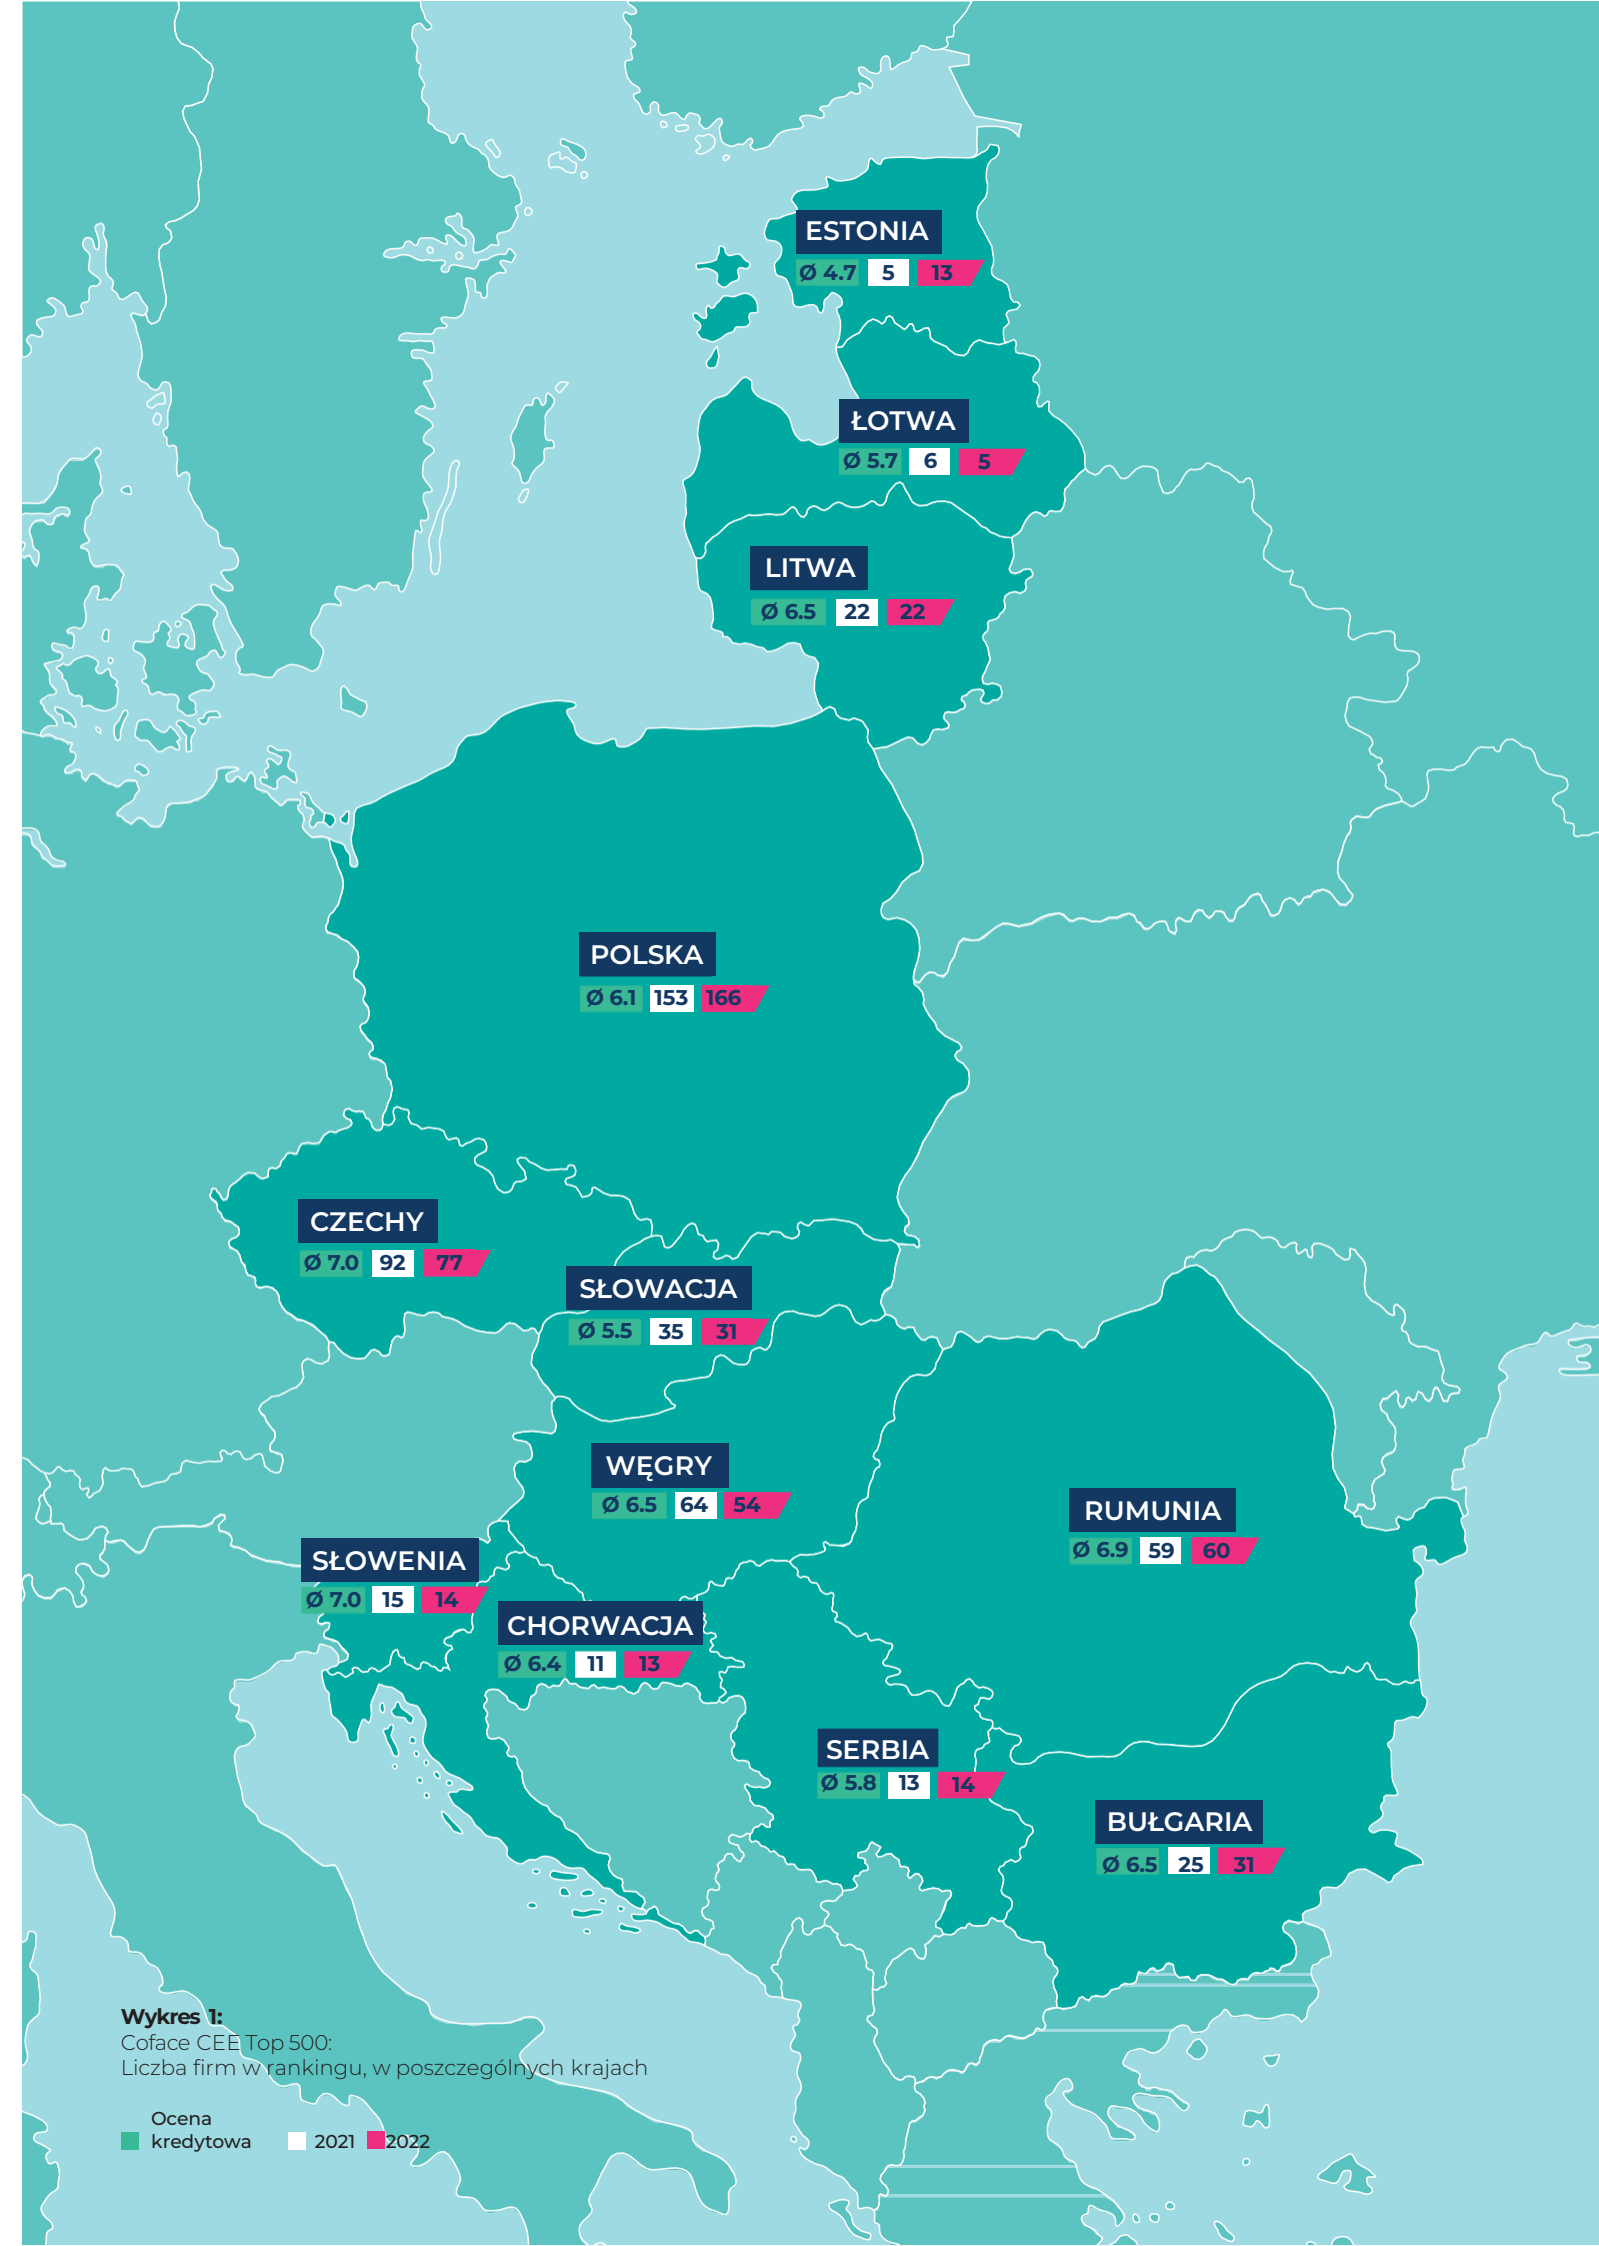 ESTONIA
Ø 4.7 5 13
ŁOTWA
Ø 5.7 6 5
LITWA
Ø 6.5 22 22
POLSKA
Ø 6.1 153 166
CZECHY
Ø 7.0 92 77
SŁOWACJA
Ø 5.5 35 31
WĘGRY
Ø 6.5 64 54
RUMUNIA
Ø 6.9 59 60
SŁOWENIA
Ø 7.0 15 14
CHORWACJA
Ø 6.4 11 13
SERBIA
Ø 5.8 13 14
BUŁGARIA
Ø 6.5 25 31
Wykres 1:
Coface CEE Top 500:
Liczba firm w rankingu, w poszczególnych krajach
Ocena
kredytowa 2021 2022